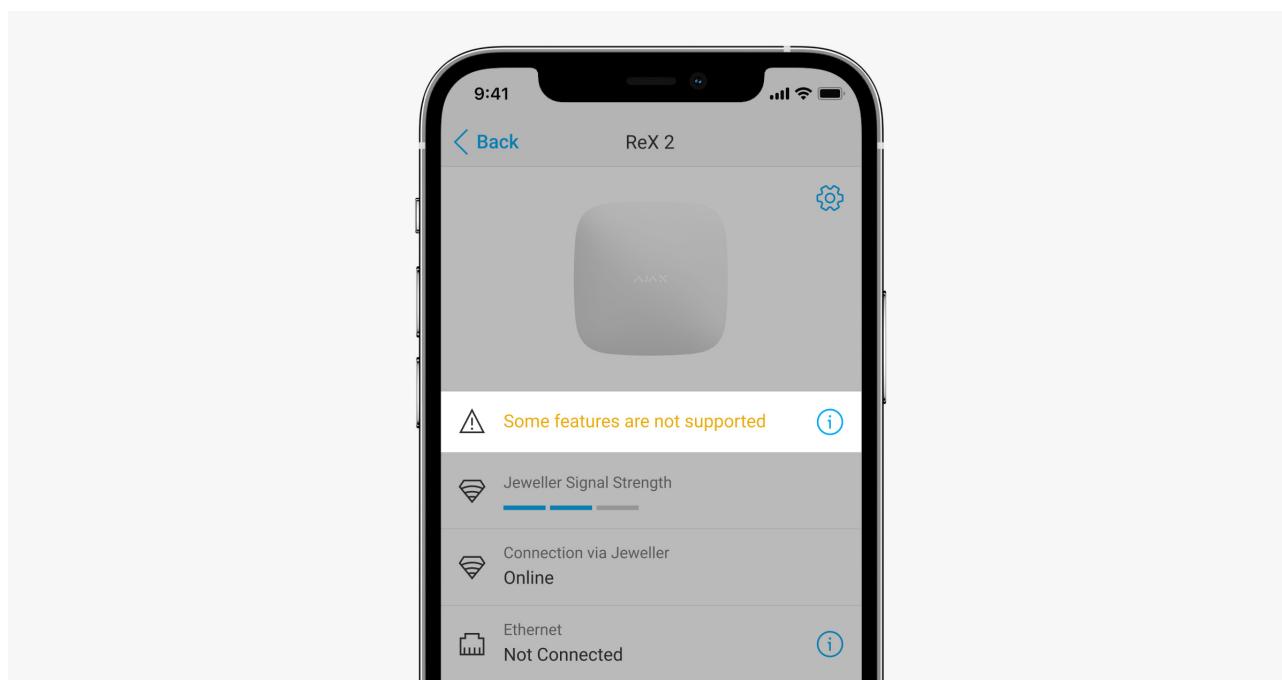 9:41
Back
ReX 2
AJAX
Some features are not supported
Jeweller Signal Strength
Connection via Jeweller
Online
Ethernet
Not Connected